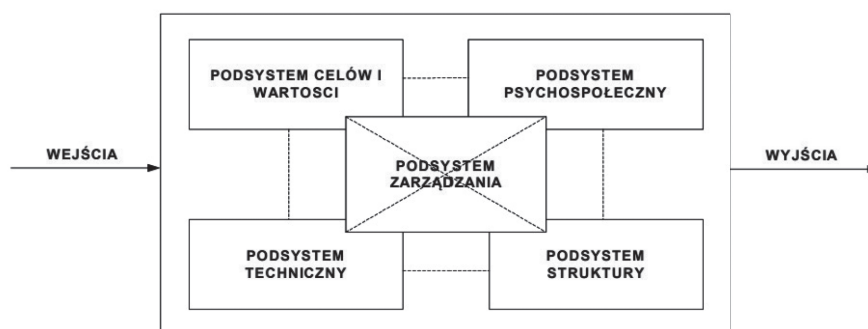 PODSYSTEM CELÓW I
WARTOSCI
PODSYSTEM
PSYCHOSPOŁECZNY
WEJŚCIA
PODSYSTEM
ZARZĄDZANIA
WYJŚCIA
PODSYSTEM
TECHNICZNY
PODSYSTEM
STRUKTURY